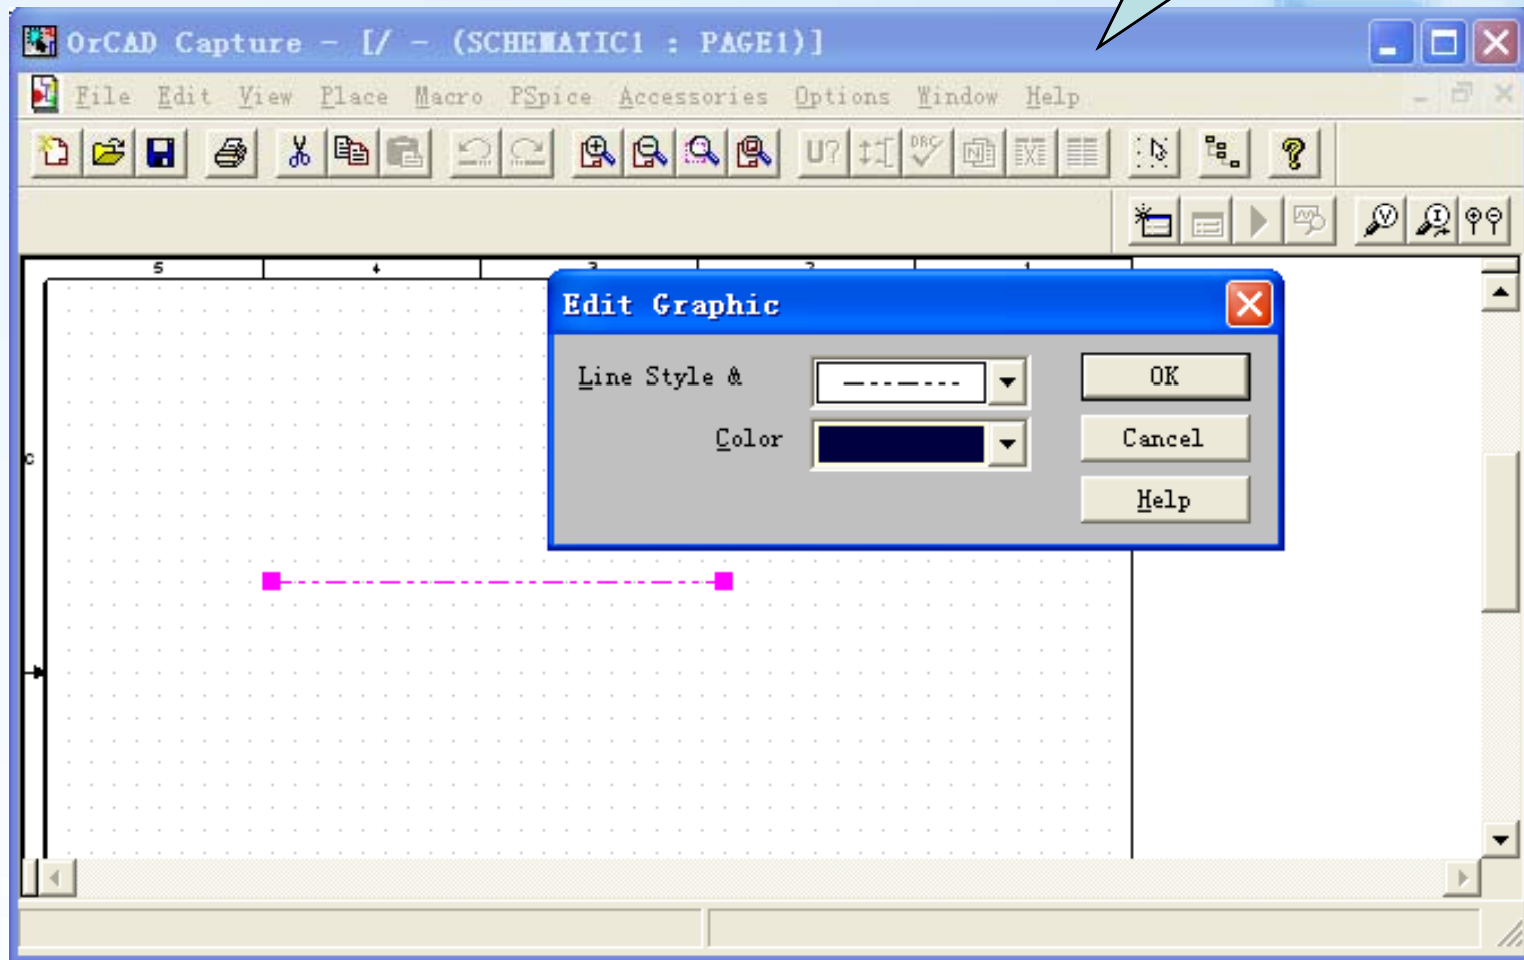 OrCAD Capture - [/ - (SCHEMATIC1 : PAGE1)]
File Edit View Place Macro PSpice Accessories Options Window Help
U? DRC
V I
5 4 3 2 1
Edit Graphic
Line Style &
OK
Color
Cancel
C
Help